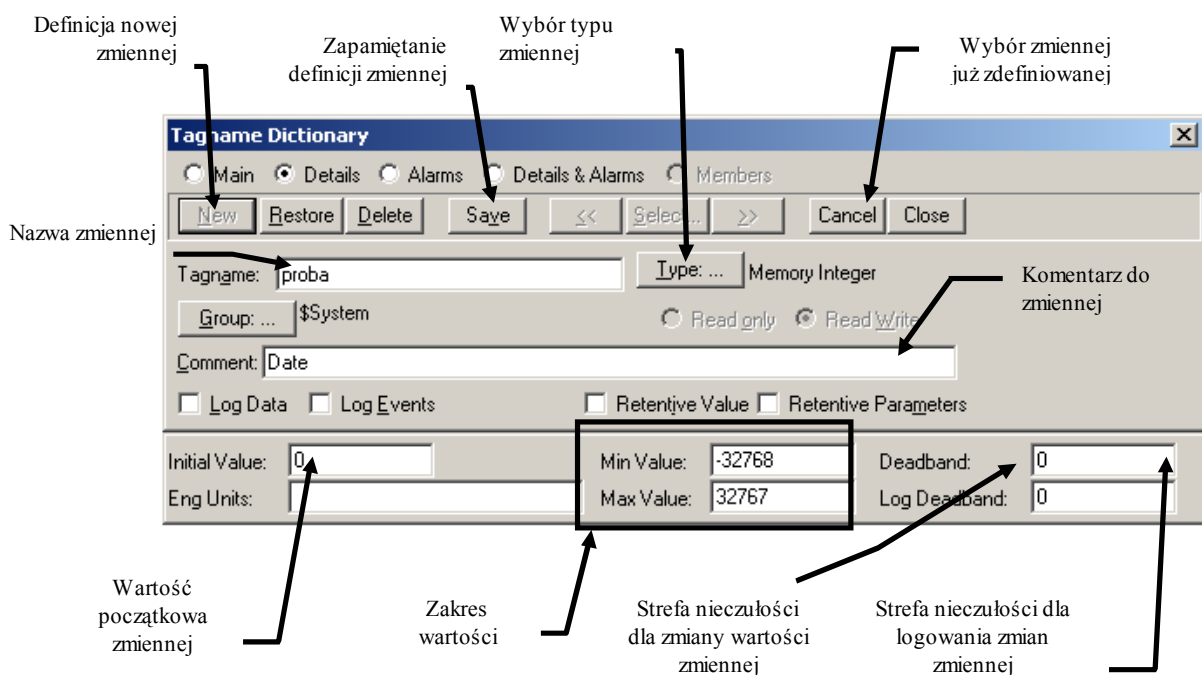 Definicja nowej
zmiennej
Zapamiętanie
definicji zmiennej
Wybór typu
zmiennej
Wybór zmiennej
już zdefiniowanej
Tagname Dictionary
Main Details Alarms Details & Alarms Members
New Restore Delete Save << Select... >> Cancel Close
Nazwa zmiennej
Tagname: proba Type: ... Memory Integer
Komentarz do
zmiennej
Group: ... $System Read only Read Write
Comment: Date
Log Data Log Events Retentive Value Retentive Parameters
Initial Value: 0 Min Value: -32768 Deadband: 0
Eng Units: Max Value: 32767 Log Deadband: 0
Wartość
początkowa
zmiennej
Zakres
wartości
Strefa nieczułości
dla zmiany wartości
zmiennej
Strefa nieczułości dla
logowania zmian
zmiennej